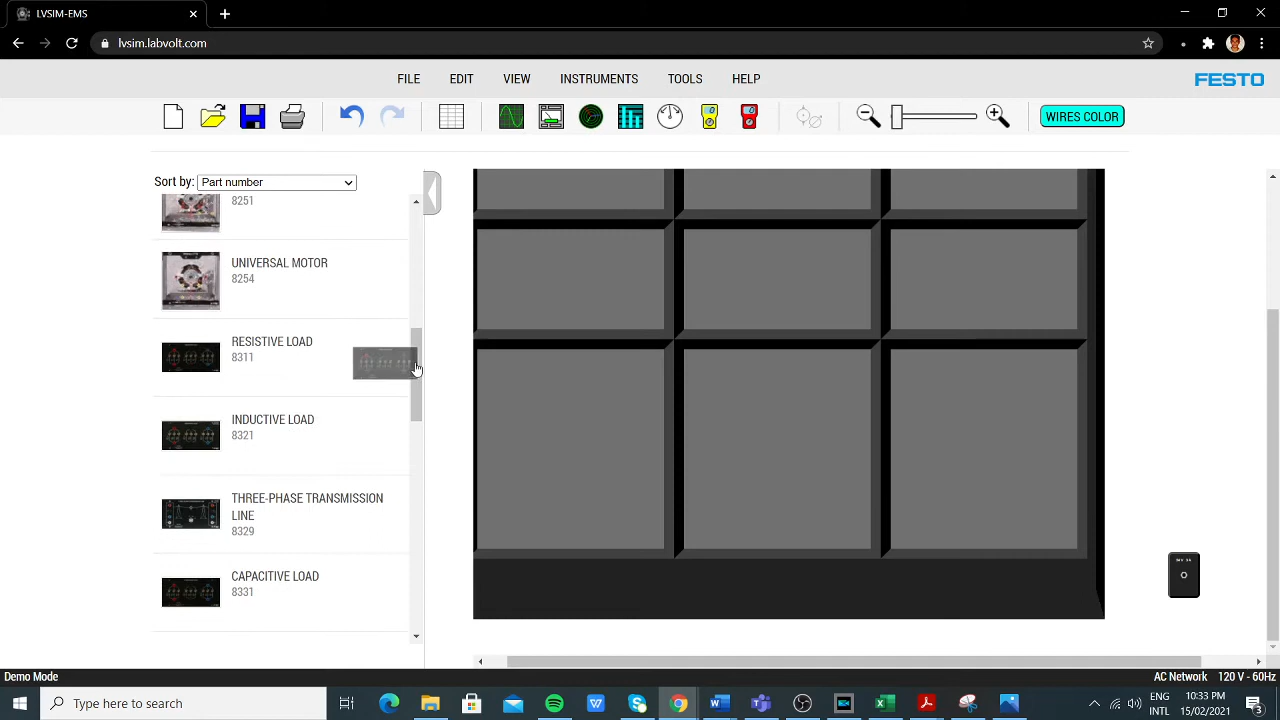 LVSIM-EMS
lvsim.labvolt.com
FILE EDIT VIEW INSTRUMENTS TOOLS HELP
FESTO
WIRES COLOR
Sort by: Part number
8251
UNIVERSAL MOTOR
8254
RESISTIVE LOAD
8311
INDUCTIVE LOAD
8321
THREE-PHASE TRANSMISSION
LINE
8329
CAPACITIVE LOAD
8331
Demo Mode
AC Network 120 V - 60Hz
Type here to search
ENG
INTL
10:33 PM
15/02/2021
3